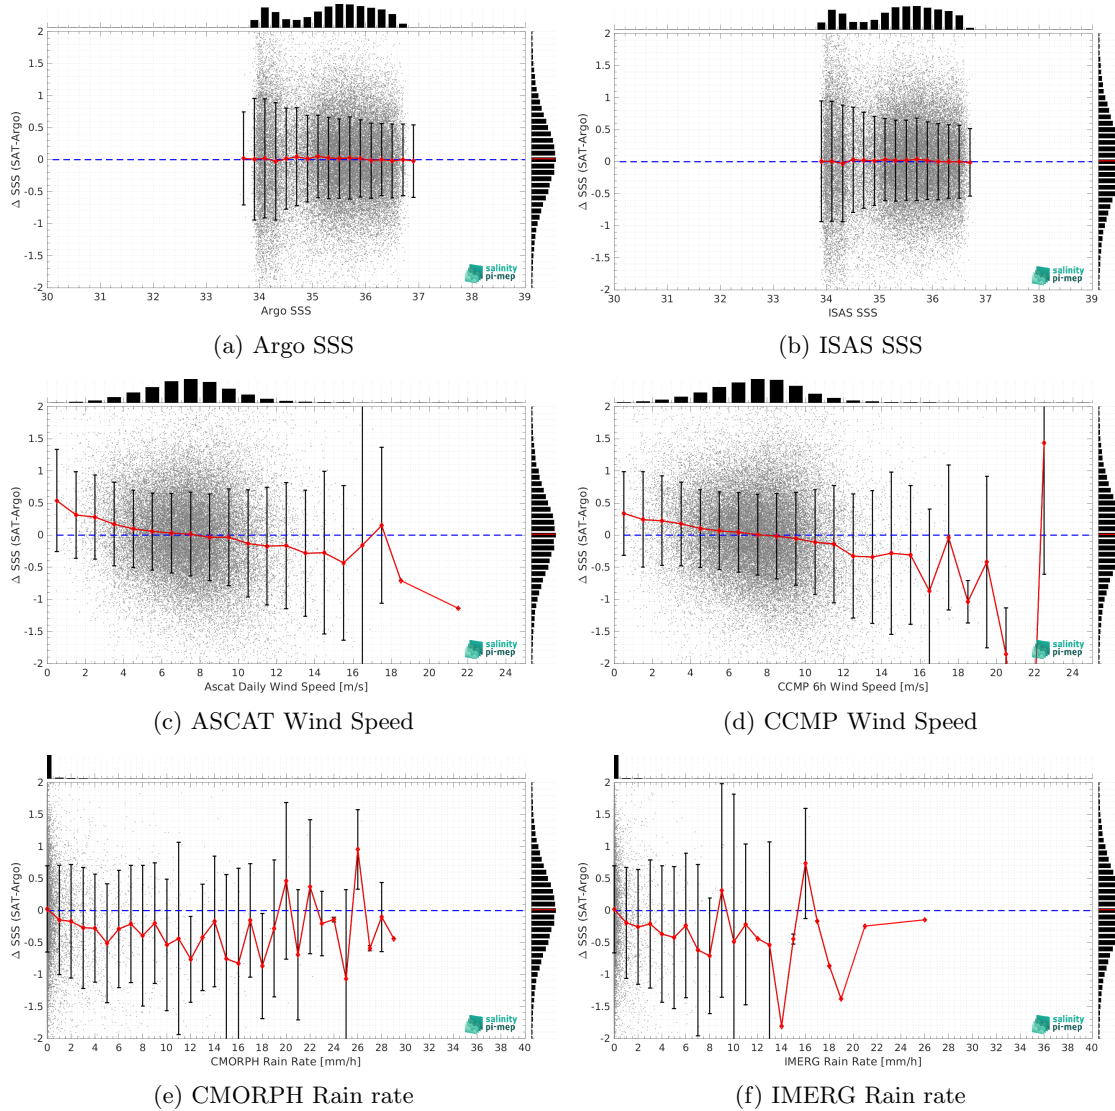 2
1.5
1
0.5
0
-0.5
-1
-1.5
-2
Δ SSS (SAT-Argo)
30 31 32 33 34 35 36 37 38 39
Argo SSS
salinity
pi-mep
(a) Argo SSS
2
1.5
1
0.5
0
-0.5
-1
-1.5
-2
Δ SSS (SAT-Argo)
30 31 32 33 34 35 36 37 38 39
ISAS SSS
salinity
pi-mep
(b) ISAS SSS
2
1.5
1
0.5
0
-0.5
-1
-1.5
-2
Δ SSS (SAT-Argo)
0 2 4 6 8 10 12 14 16 18 20 22 24
Ascat Daily Wind Speed [m/s]
salinity
pi-mep
(c) ASCAT Wind Speed
2
1.5
1
0.5
0
-0.5
-1
-1.5
-2
Δ SSS (SAT-Argo)
0 2 4 6 8 10 12 14 16 18 20 22 24
CCMP 6h Wind Speed [m/s]
salinity
pi-mep
(d) CCMP Wind Speed
2
1.5
1
0.5
0
-0.5
-1
-1.5
-2
Δ SSS (SAT-Argo)
0 2 4 6 8 10 12 14 16 18 20 22 24 26 28 30 32 34 36 38 40
CMORPH Rain Rate [mm/h]
salinity
pi-mep
(e) CMORPH Rain rate
2
1.5
1
0.5
0
-0.5
-1
-1.5
-2
Δ SSS (SAT-Argo)
0 2 4 6 8 10 12 14 16 18 20 22 24 26 28 30 32 34 36 38 40
IMERG Rain Rate [mm/h]
salinity
pi-mep
(f) IMERG Rain rate